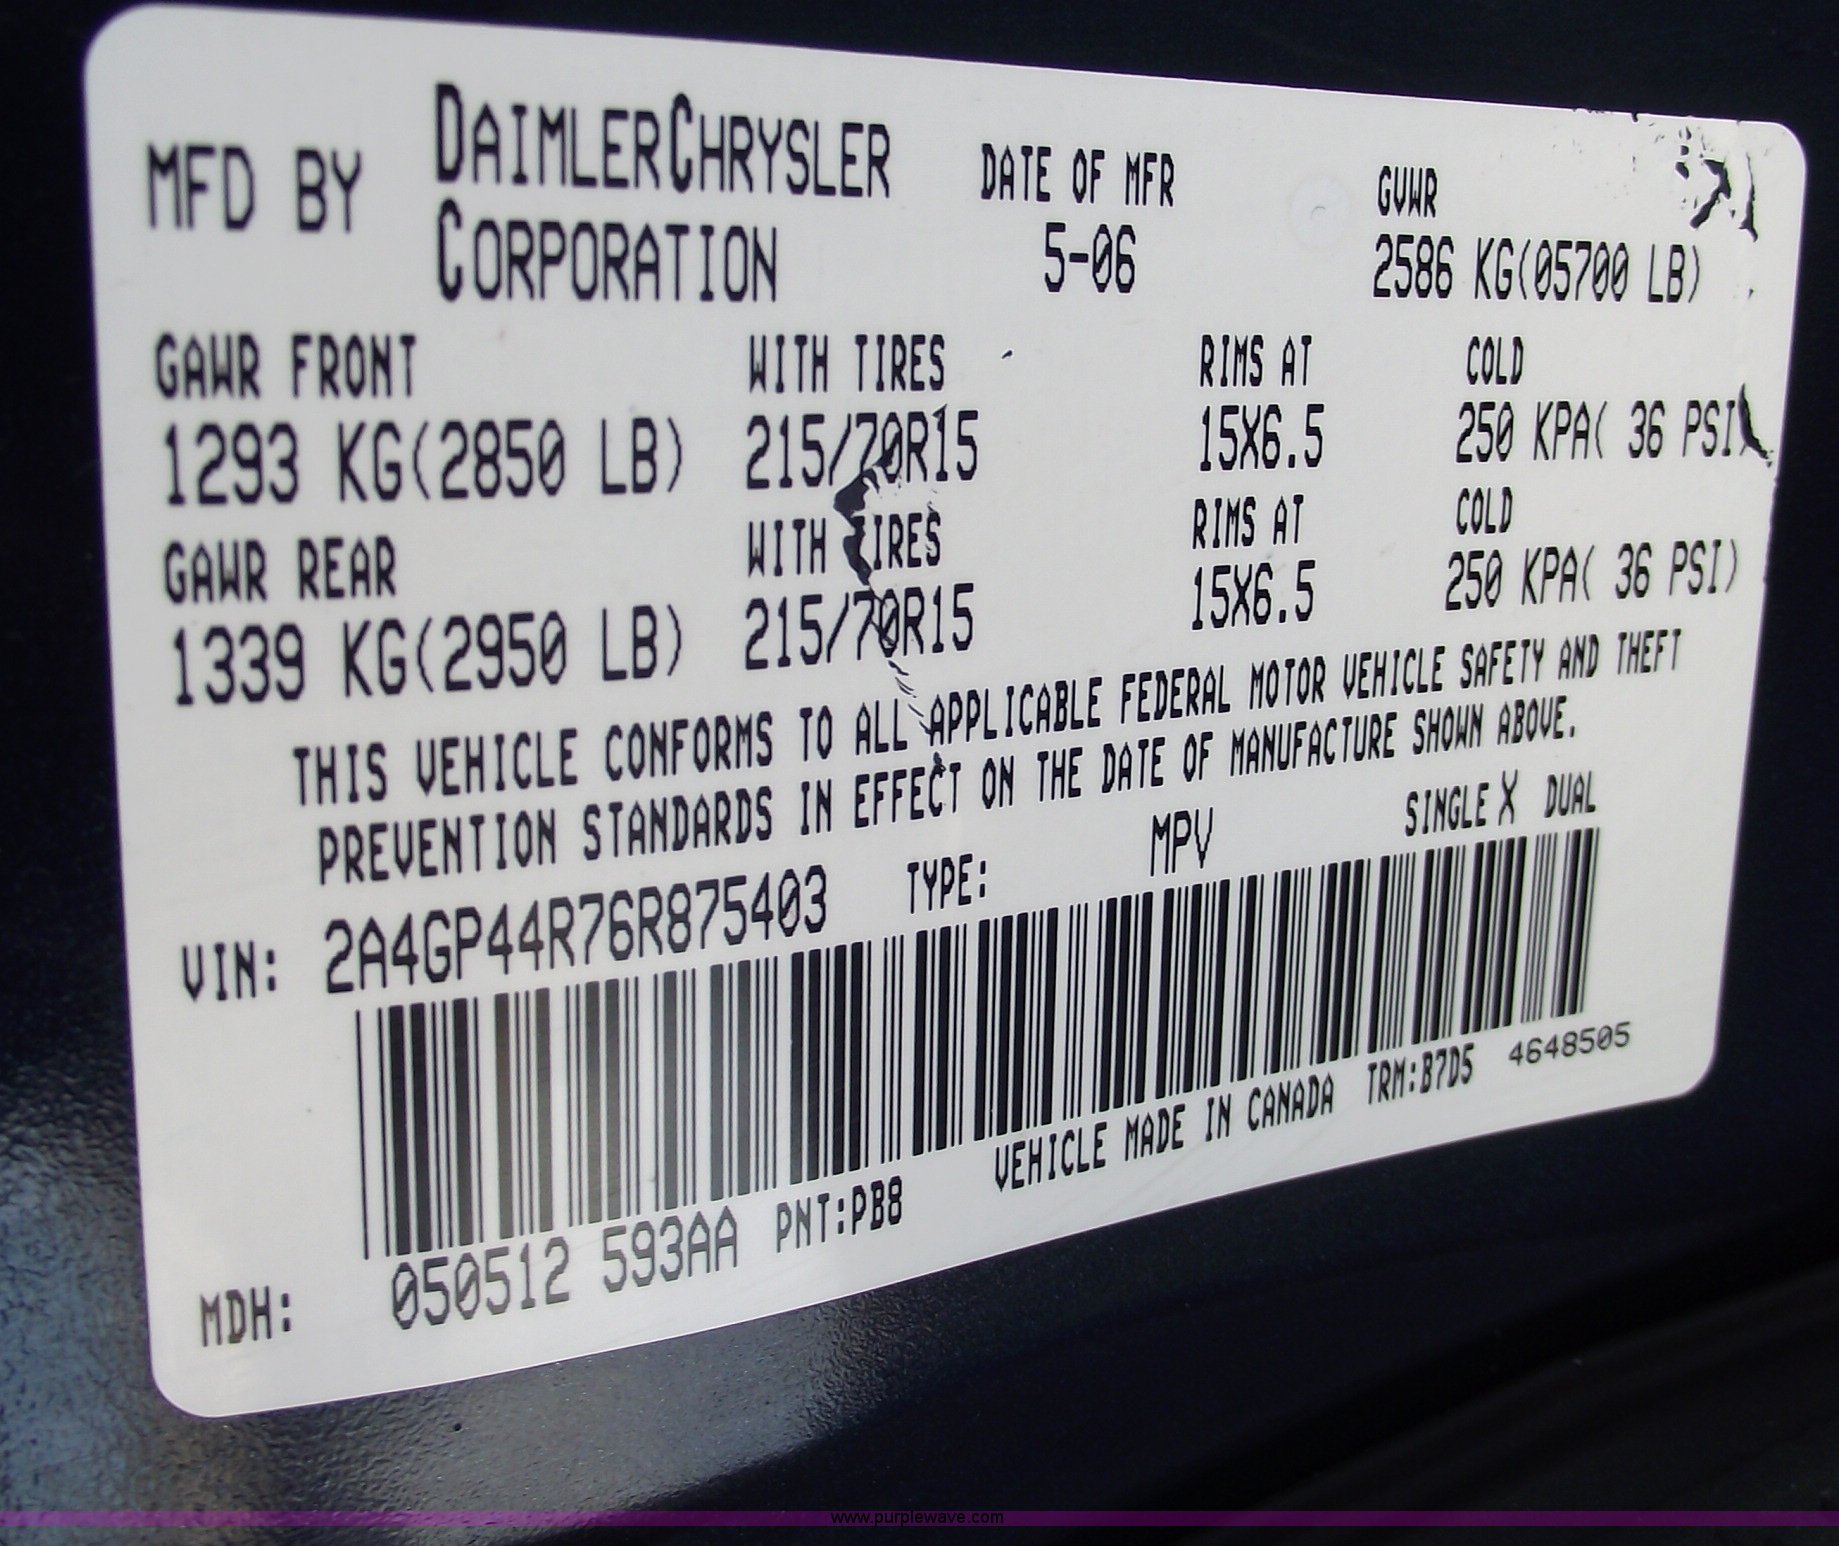 MFD BY DAIMLERCHRYSLER CORPORATION
DATE OF MFR
5-06
GVWR
2586 KG(05700 LB)
GAWR FRONT WITH TIRES RIMS AT COLD
1293 KG(2850 LB) 215/70R15 15X6.5 250 KPA( 36 PSI)
GAWR REAR WITH TIRES RIMS AT COLD
1339 KG(2950 LB) 215/70R15 15X6.5 250 KPA( 36 PSI)
THIS VEHICLE CONFORMS TO ALL APPLICABLE FEDERAL MOTOR VEHICLE SAFETY AND THEFT
PREVENTION STANDARDS IN EFFECT ON THE DATE OF MANUFACTURE SHOWN ABOVE.
VIN: 2A4GP44R76R875403 TYPE: MPV SINGLE X DUAL
MDH: 050512 593AA PNT:PB8 VEHICLE MADE IN CANADA TRM:B7D5 4648505
www.purplewave.com